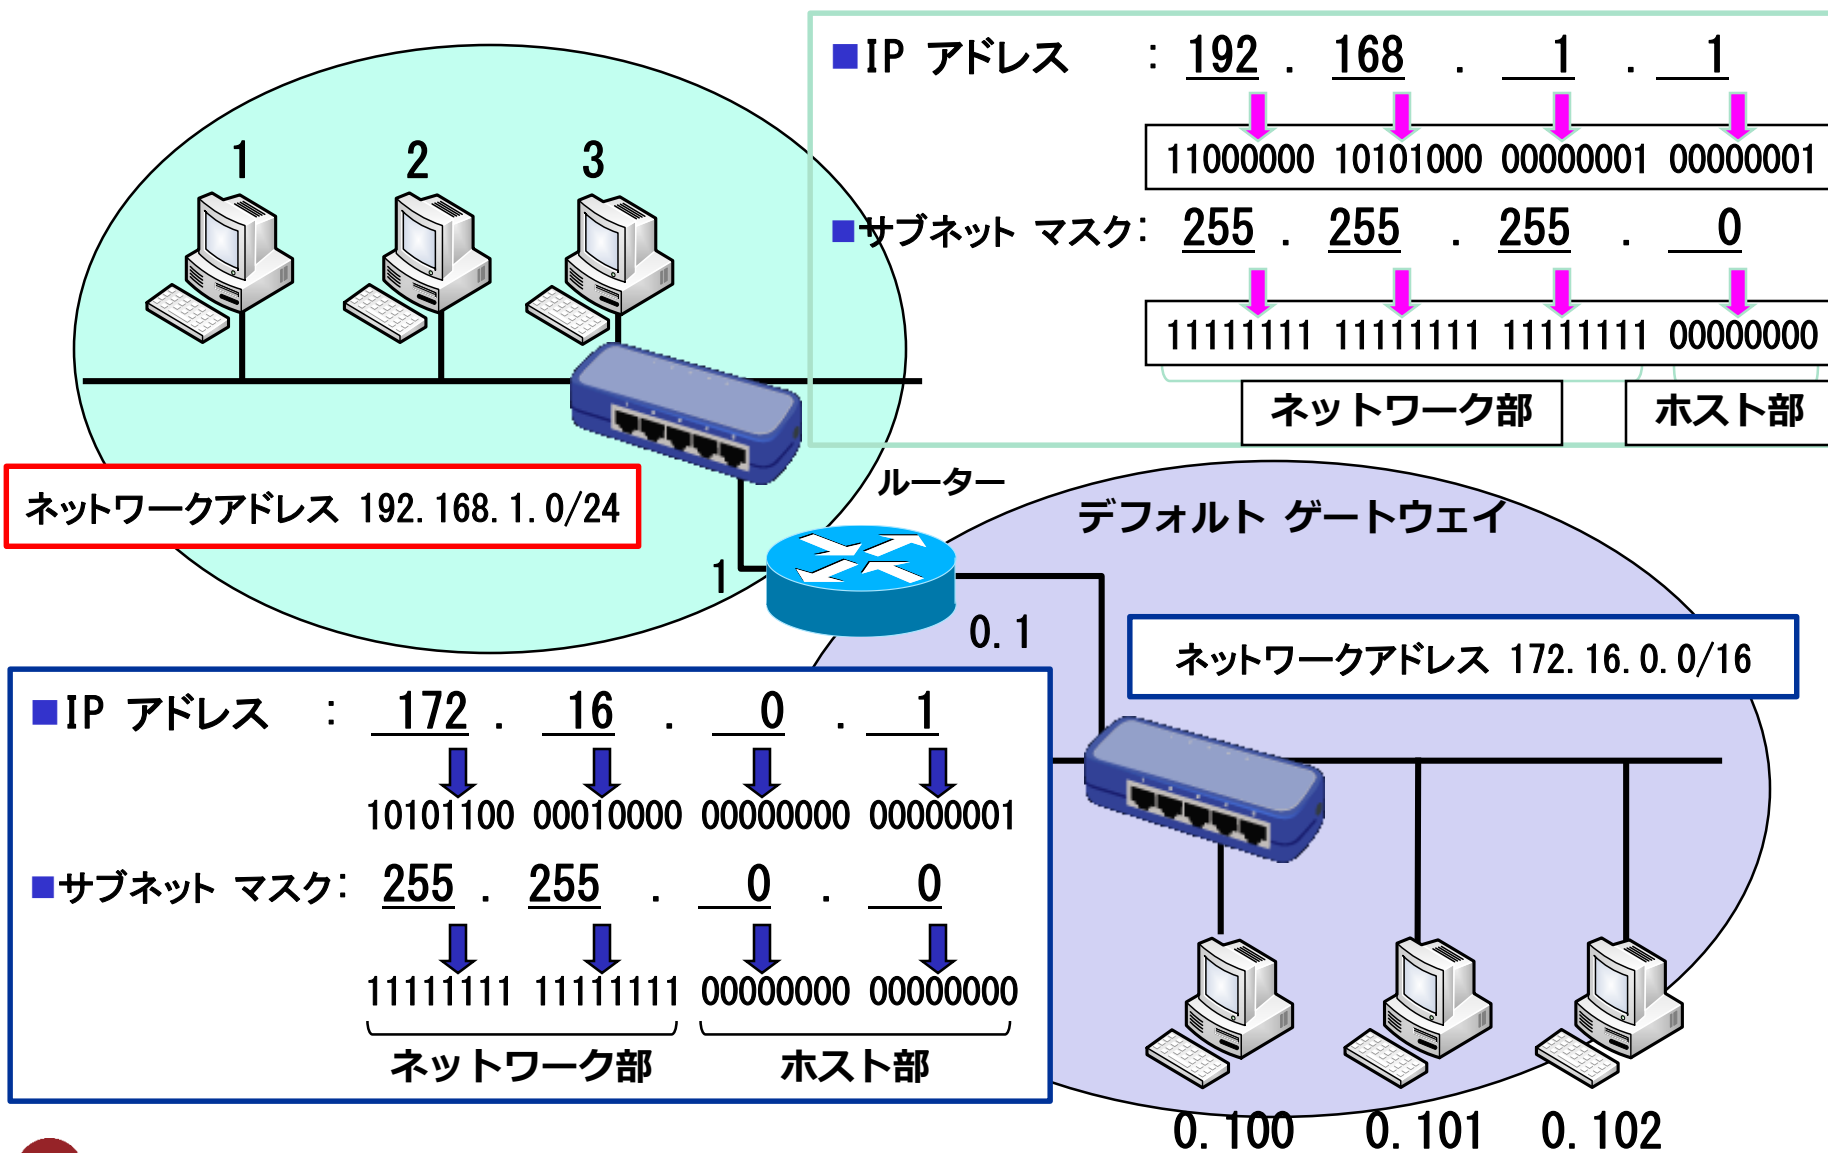 ■IP アドレス : 192 . 168 . 1 . 1
11000000 10101000 00000001 00000001
■サブネット マスク: 255 . 255 . 255 . 0
11111111 11111111 11111111 00000000
ネットワーク部 ホスト部
1 2 3
ネットワークアドレス 192.168.1.0/24
ルーター
デフォルト ゲートウェイ
1
0.1
ネットワークアドレス 172.16.0.0/16
■IP アドレス : 172 . 16 . 0 . 1
10101100 00010000 00000000 00000001
■サブネット マスク: 255 . 255 . 0 . 0
11111111 11111111 00000000 00000000
ネットワーク部 ホスト部
0.100 0.101 0.102